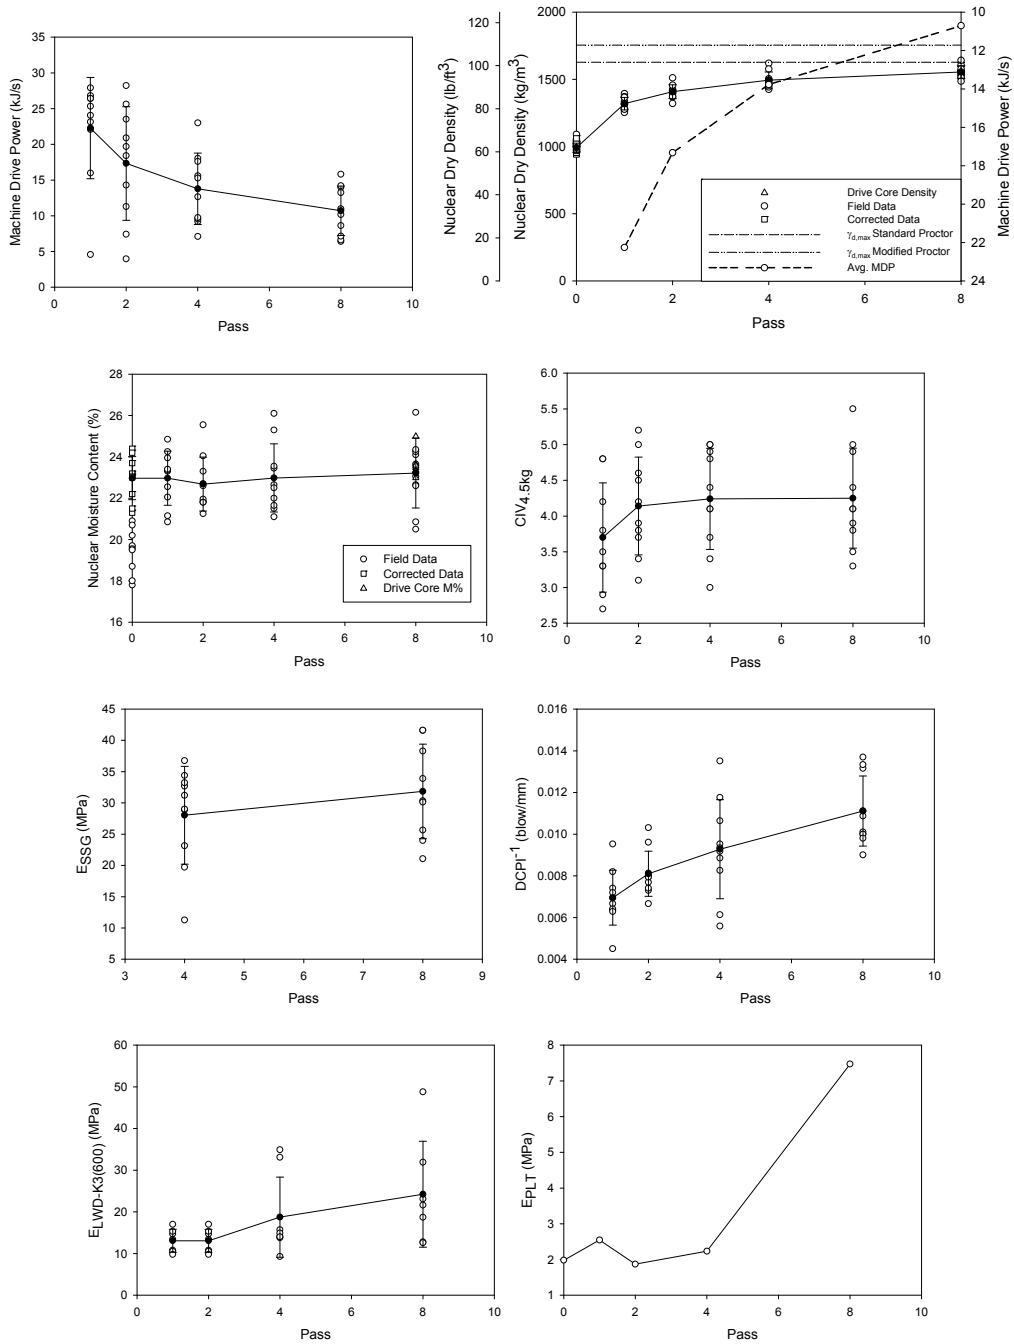 Machine Drive Power (kJ/s)
35
30
25
20
15
10
5
0
0 2 4 6 8 10
Pass
Nuclear Dry Density (lb/ft³)
120
100
80
60
40
20
0
Nuclear Dry Density (kg/m³)
2000
1500
1000
500
0
0 2 4 6 8
Pass
10
12
14
16
18
20
22
24
Machine Drive Power (kJ/s)
Drive Core Density
Field Data
Corrected Data
γd,max Standard Proctor
γd,max Modified Proctor
Avg. MDP
Nuclear Moisture Content (%)
28
26
24
22
20
18
16
0 2 4 6 8 10
Pass
Field Data
Corrected Data
Drive Core M%
CIV4.5kg
6.0
5.5
5.0
4.5
4.0
3.5
3.0
2.5
0 2 4 6 8 10
Pass
ESSG (MPa)
45
40
35
30
25
20
15
10
5
3 4 5 6 7 8 9
Pass
DCPI⁻¹ (blow/mm)
0.016
0.014
0.012
0.010
0.008
0.006
0.004
0 2 4 6 8 10
Pass
ELWD-K3(600) (MPa)
60
50
40
30
20
10
0
0 2 4 6 8 10
Pass
EPLT (MPa)
8
7
6
5
4
3
2
1
0 2 4 6 8 10
Pass